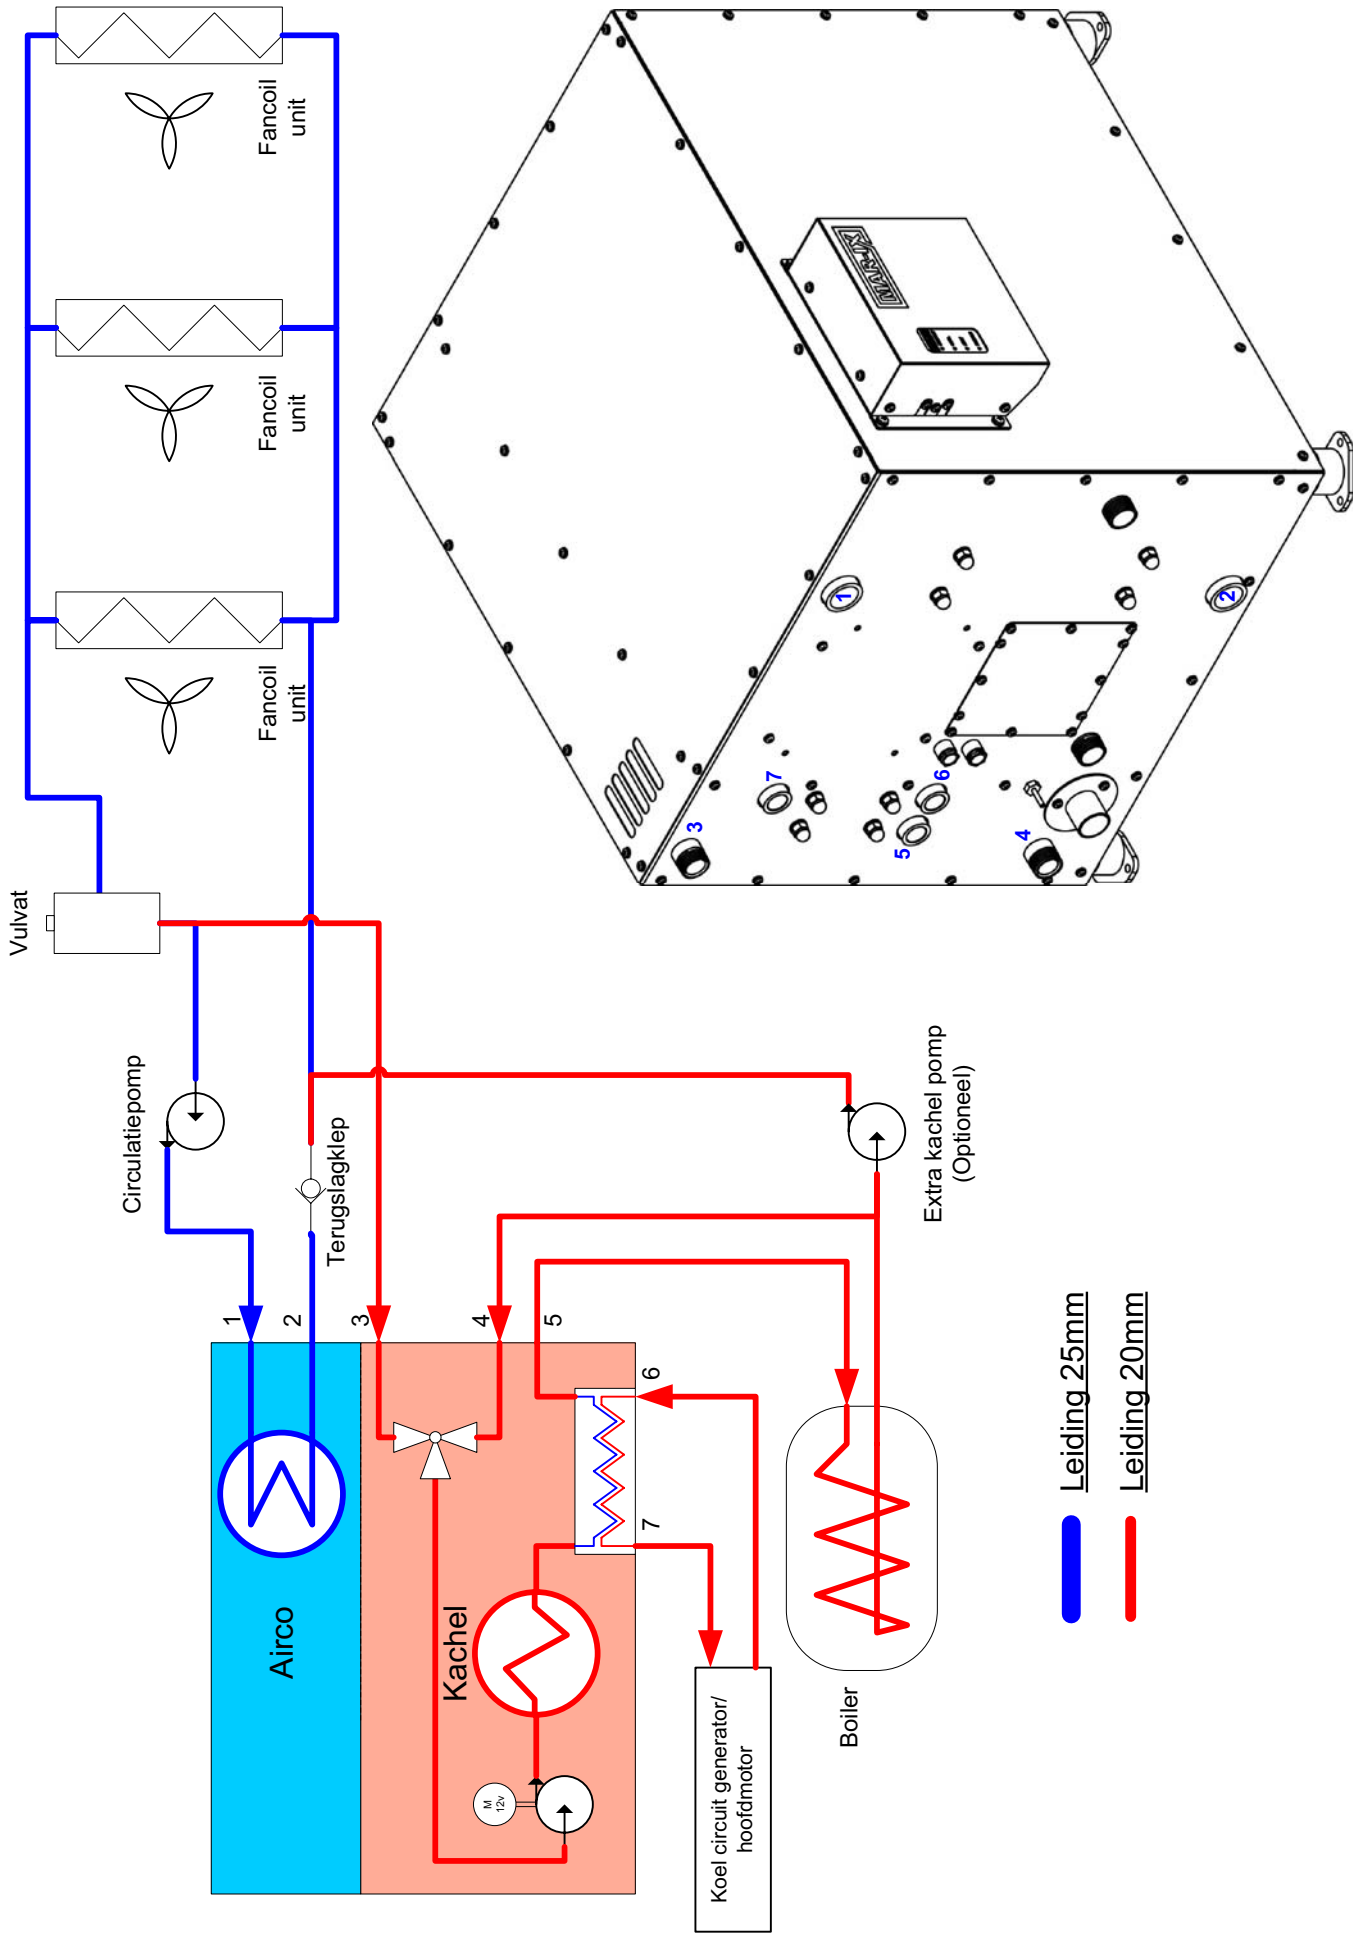 Vulvat
Fancoil
unit
Fancoil
unit
Fancoil
unit
Circulatiepomp
Terugslagklep
Extra kachel pomp
(Optioneel)
Airco
Kachel
M
12v
1
2
3
4
5
6
7
Koel circuit generator/
hoofdmotor
Boiler
Leiding 25mm
Leiding 20mm
MAR-IX
1
2
3
4
5
6
7